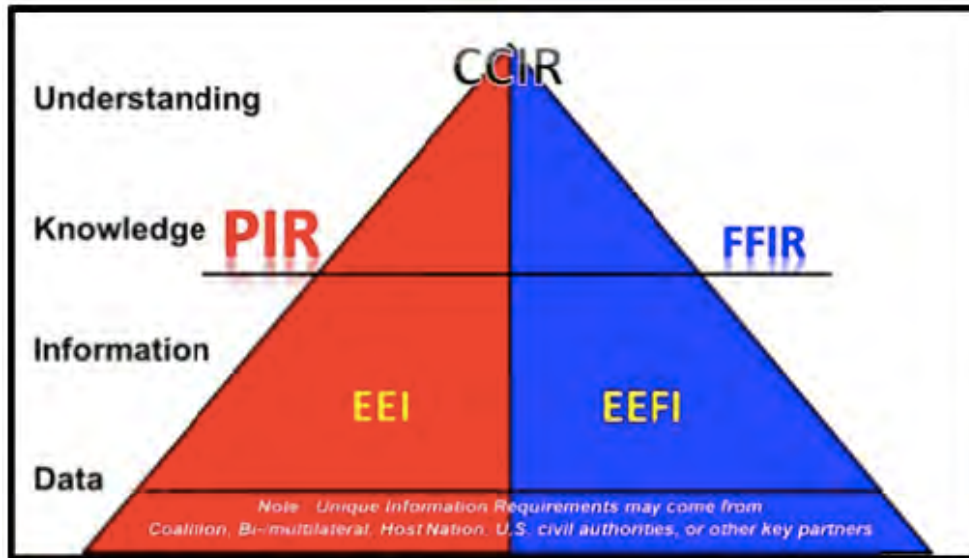 CCIR
Understanding
Knowledge PIR FFIR
Information
EEI EEFI
Data
Note Unique Information Requirements may come from
Coalition, Bi-/multilateral, Host Nation, U.S. civil authorities, or other key partners